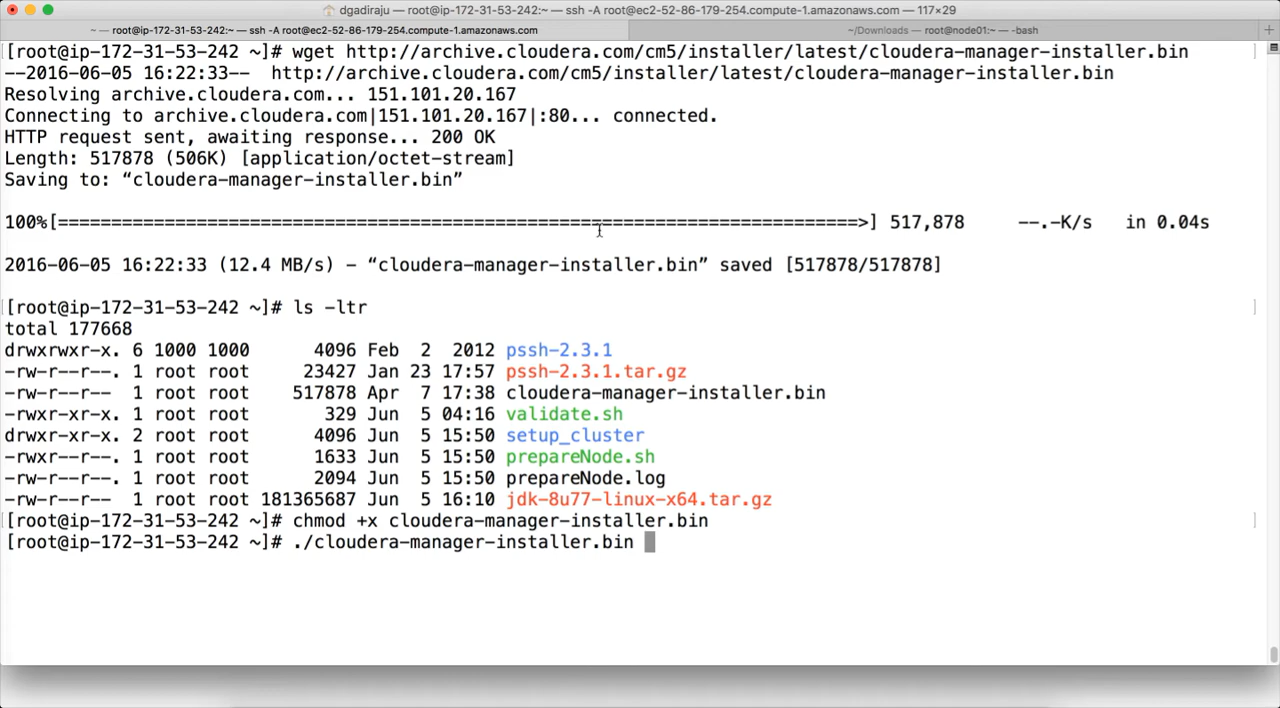 dgadiraju — root@ip-172-31-53-242:~ — ssh -A root@ec2-52-86-179-254.compute-1.amazonaws.com — 117×29
~ — root@ip-172-31-53-242:~ — ssh -A root@ec2-52-86-179-254.compute-1.amazonaws.com
~/Downloads — root@node01:~ — -bash
[root@ip-172-31-53-242 ~]# wget http://archive.cloudera.com/cm5/installer/latest/cloudera-manager-installer.bin
--2016-06-05 16:22:33--  http://archive.cloudera.com/cm5/installer/latest/cloudera-manager-installer.bin
Resolving archive.cloudera.com... 151.101.20.167
Connecting to archive.cloudera.com|151.101.20.167|:80... connected.
HTTP request sent, awaiting response... 200 OK
Length: 517878 (506K) [application/octet-stream]
Saving to: “cloudera-manager-installer.bin”
100%[===========================================================================>] 517,878     --.-K/s   in 0.04s
2016-06-05 16:22:33 (12.4 MB/s) – “cloudera-manager-installer.bin” saved [517878/517878]
[root@ip-172-31-53-242 ~]# ls -ltr
total 177668
drwxrwxr-x. 6 1000 1000      4096 Feb  2  2012 pssh-2.3.1
-rw-r--r--. 1 root root     23427 Jan 23 17:57 pssh-2.3.1.tar.gz
-rw-r--r--  1 root root    517878 Apr  7 17:38 cloudera-manager-installer.bin
-rwxr-xr-x. 1 root root       329 Jun  5 04:16 validate.sh
drwxr-xr-x. 2 root root      4096 Jun  5 15:50 setup_cluster
-rwxr--r--. 1 root root      1633 Jun  5 15:50 prepareNode.sh
-rw-r--r--. 1 root root      2094 Jun  5 15:50 prepareNode.log
-rw-r--r--  1 root root 181365687 Jun  5 16:10 jdk-8u77-linux-x64.tar.gz
[root@ip-172-31-53-242 ~]# chmod +x cloudera-manager-installer.bin
[root@ip-172-31-53-242 ~]# ./cloudera-manager-installer.bin